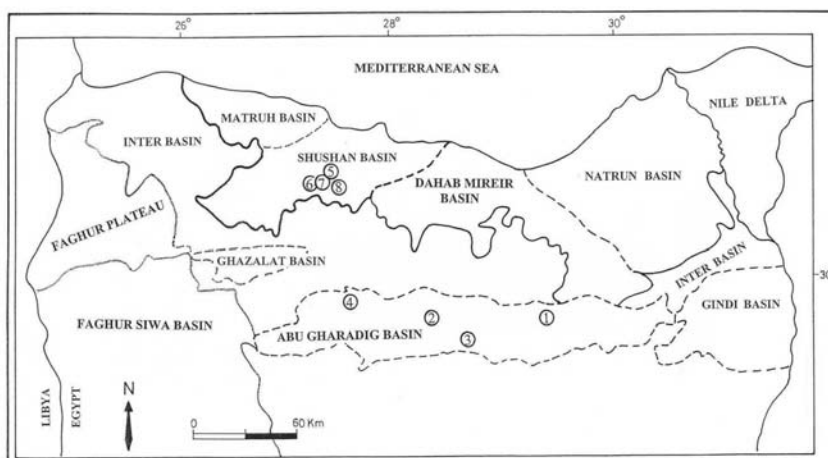 26°
28°
30°
MEDITERRANEAN SEA
NILE DELTA
MATRUH BASIN
INTER BASIN
SHUSHAN BASIN
5
6 7 8
DAHAB MIREIR
BASIN
NATRUN BASIN
FAGHUR PLATEAU
GHAZALAT BASIN
INTER BASIN
30
GINDI BASIN
4
2
1
FAGHUR SIWA BASIN
ABU GHARADIG BASIN
3
LIBYA
EGYPT
N
0
60 Km